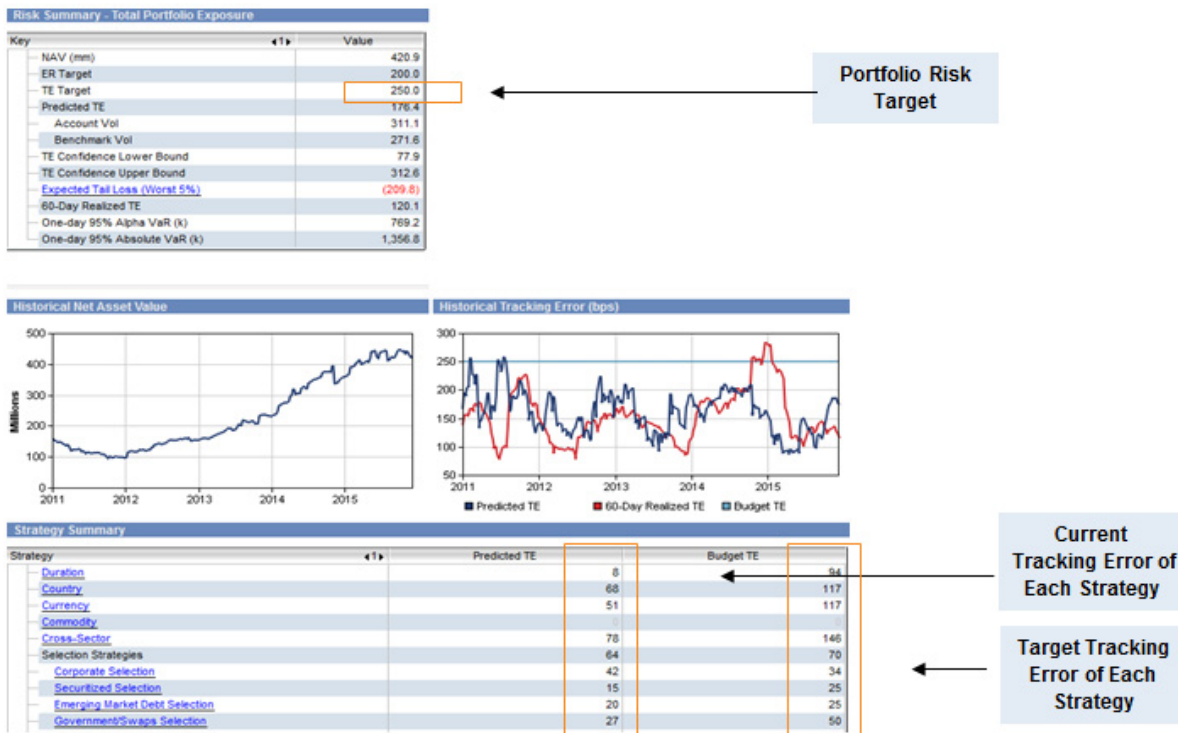 Risk Summary - Total Portfolio Exposure
Key 1 Value
NAV (mm) 420.9
ER Target 200.0
TE Target 250.0
Predicted TE 176.4
Account Vol 311.1
Benchmark Vol 271.6
TE Confidence Lower Bound 77.9
TE Confidence Upper Bound 312.6
Expected Tail Loss (Worst 5%) (209.8)
60-Day Realized TE 120.1
One-day 95% Alpha VaR (k) 769.2
One-day 95% Absolute VaR (k) 1,356.8
Portfolio Risk
Target
Historical Net Asset Value
500
400
300
200
100
0
Millions
2011 2012 2013 2014 2015
Historical Tracking Error (bps)
300
250
200
150
100
50
2011 2012 2013 2014 2015
Predicted TE 60-Day Realized TE Budget TE
Strategy Summary
Strategy 1 Predicted TE Budget TE
Duration 8 94
Country 68 117
Currency 51 117
Commodity 0 0
Cross-Sector 78 146
Selection Strategies 64 70
Corporate Selection 42 34
Securitized Selection 15 25
Emerging Market Debt Selection 20 25
Government/Swaps Selection 27 50
Current
Tracking Error of
Each Strategy
Target Tracking
Error of Each
Strategy